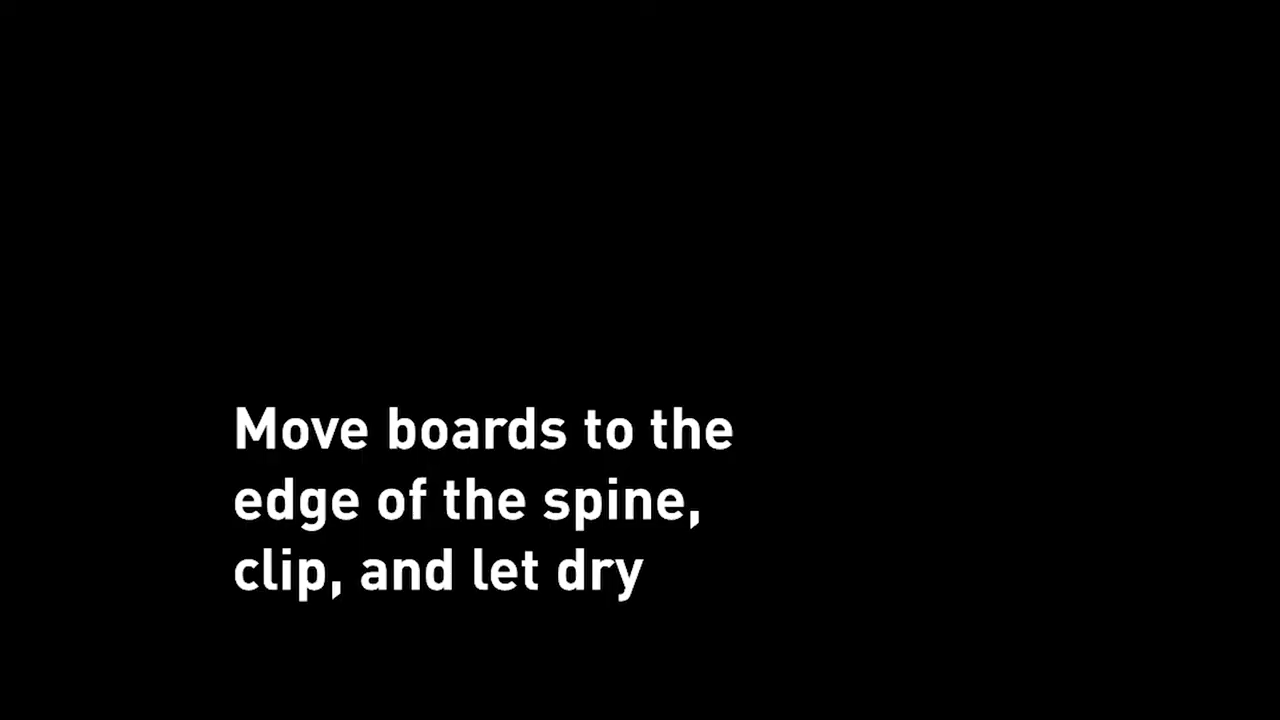 Move boards to the
edge of the spine,
clip, and let dry